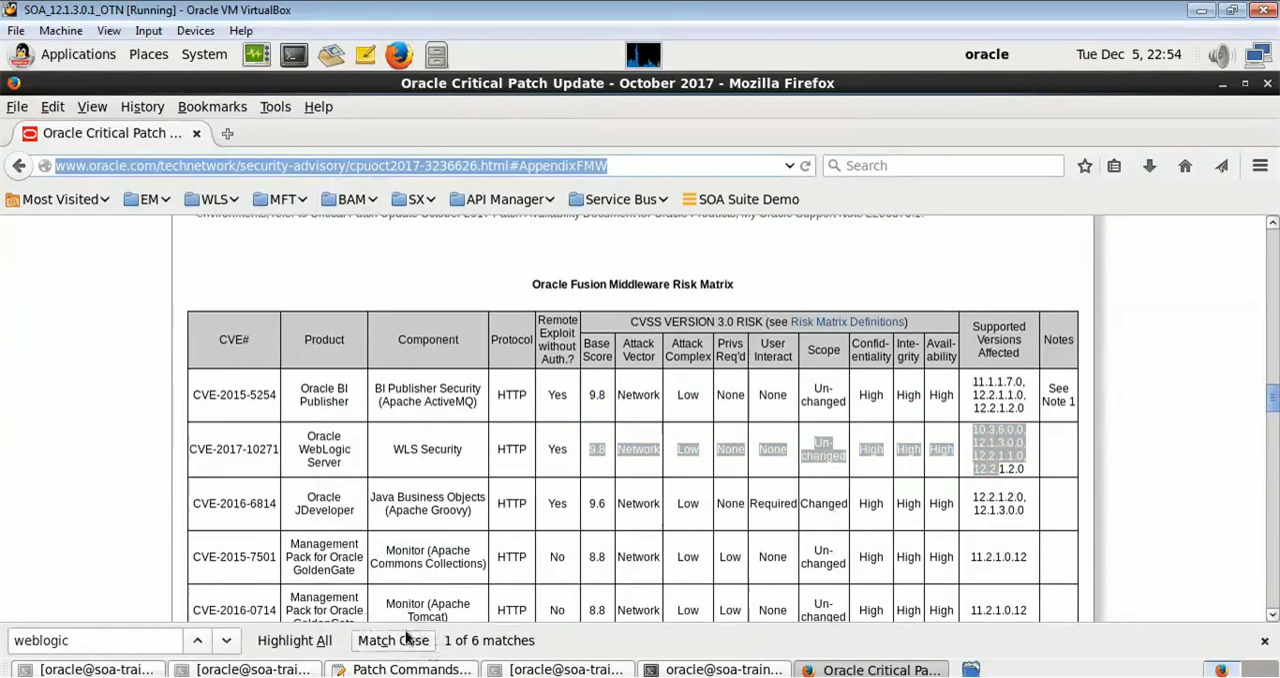 SOA_12.1.3.0.1_OTN [Running] - Oracle VM VirtualBox
File Machine View Input Devices Help
Applications Places System oracle Tue Dec 5, 22:54
Oracle Critical Patch Update - October 2017 - Mozilla Firefox
File Edit View History Bookmarks Tools Help
Oracle Critical Patch ...
www.oracle.com/technetwork/security-advisory/cpuoct2017-3236626.html#AppendixFMW Search
Most Visited EM WLS MFT BAM SX API Manager Service Bus SOA Suite Demo
Oracle Fusion Middleware Risk Matrix
CVE# Product Component Protocol Remote Exploit without Auth.? CVSS VERSION 3.0 RISK (see Risk Matrix Definitions) Supported Versions Affected Notes
Base Score Attack Vector Attack Complex Privs Req'd User Interact Scope Confid-entiality Inte-grity Avail-ability
CVE-2015-5254 Oracle BI Publisher BI Publisher Security (Apache ActiveMQ) HTTP Yes 9.8 Network Low None None Un-changed High High High 11.1.1.7.0, 12.2.1.1.0, 12.2.1.2.0 See Note 1
CVE-2017-10271 Oracle WebLogic Server WLS Security HTTP Yes 9.8 Network Low None None Un-changed High High High 10.3.6.0.0, 12.1.3.0.0, 12.2.1.1.0, 12.2.1.2.0
CVE-2016-6814 Oracle JDeveloper Java Business Objects (Apache Groovy) HTTP Yes 9.6 Network Low None Required Changed High High High 12.2.1.2.0, 12.1.3.0.0
CVE-2015-7501 Management Pack for Oracle GoldenGate Monitor (Apache Commons Collections) HTTP No 8.8 Network Low Low None Un-changed High High High 11.2.1.0.12
CVE-2016-0714 Management Pack for Oracle Monitor (Apache Tomcat) HTTP No 8.8 Network Low Low None Un-changed High High High 11.2.1.0.12
weblogic Highlight All Match Case 1 of 6 matches
[oracle@soa-trai... [oracle@soa-trai... Patch Commands... [oracle@soa-trai... oracle@soa-train... Oracle Critical Pa...